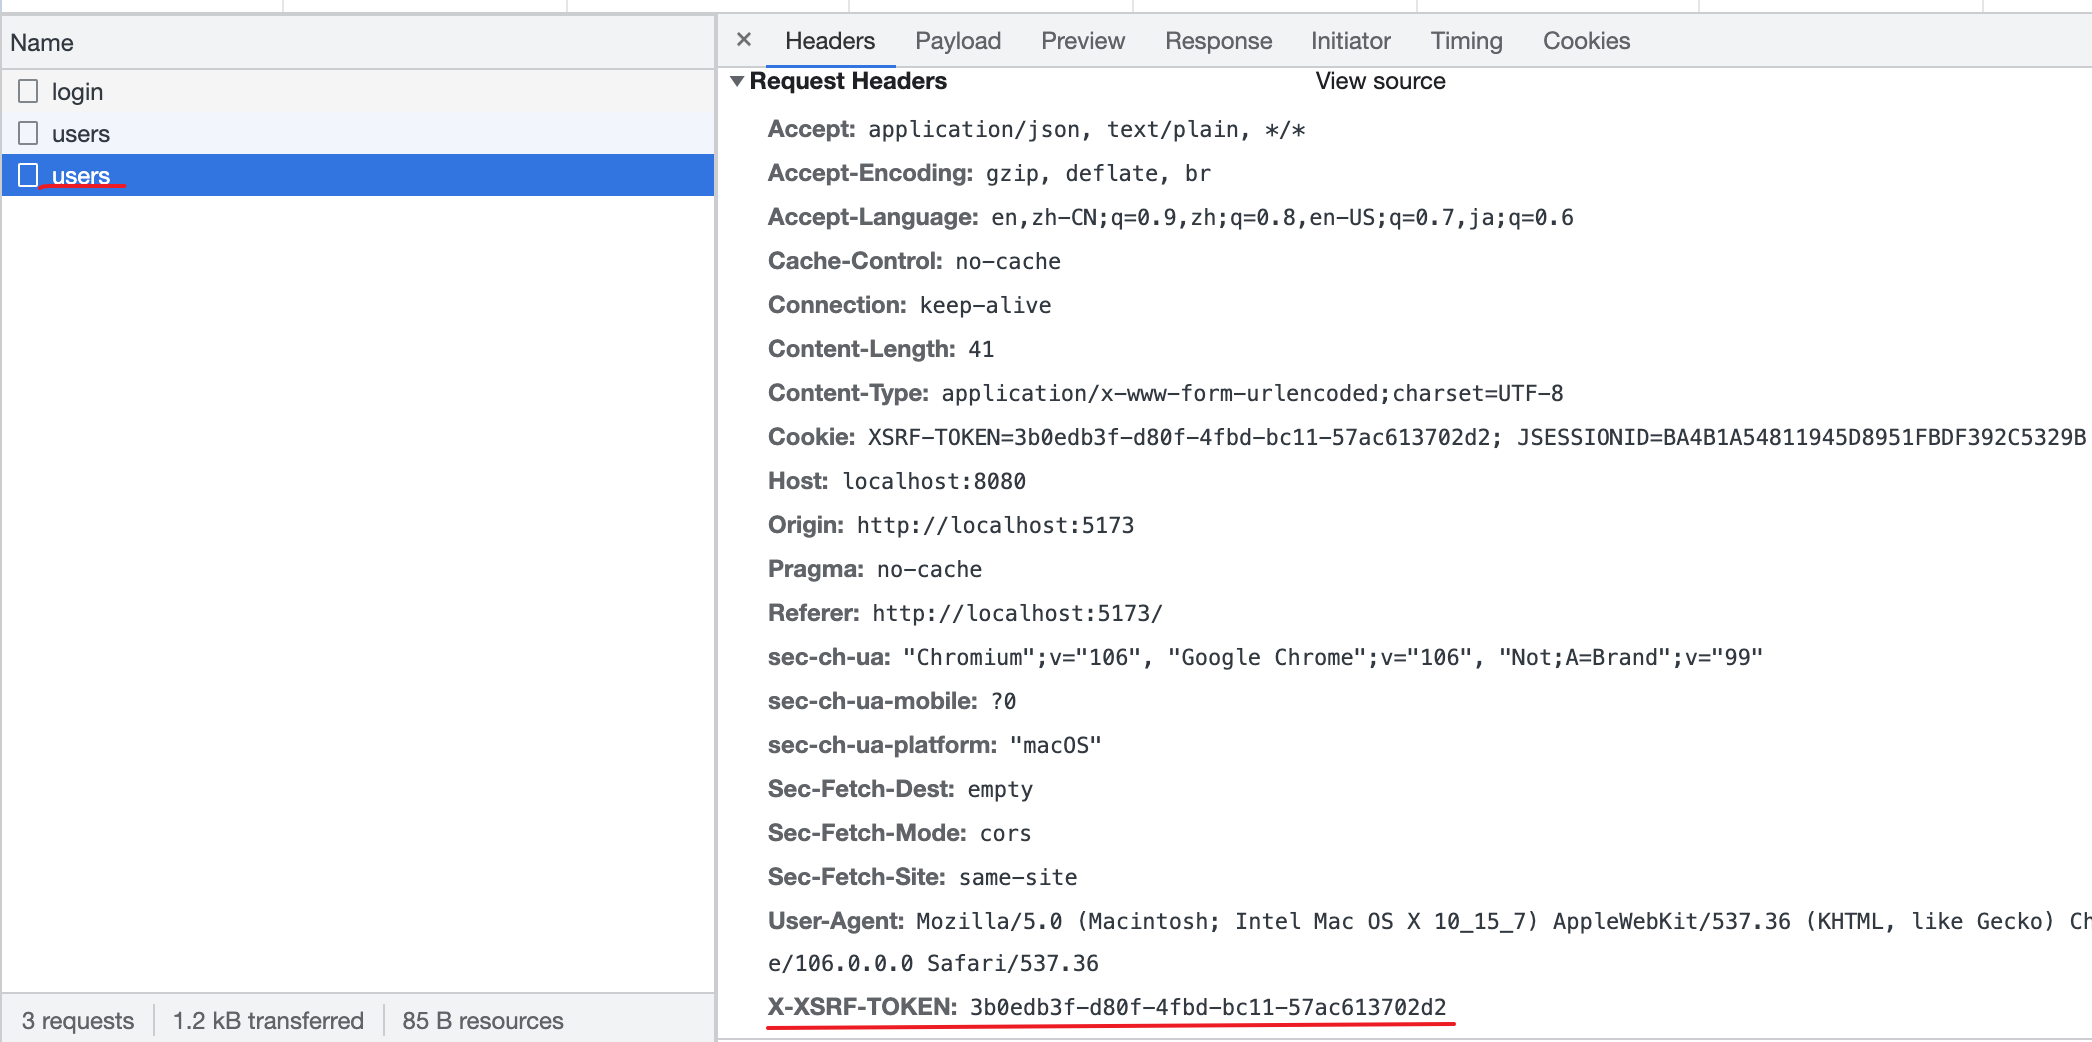 Name
login
users
users
3 requests 1.2 kB transferred 85 B resources
× Headers Payload Preview Response Initiator Timing Cookies
▼ Request Headers View source
Accept: application/json, text/plain, */*
Accept-Encoding: gzip, deflate, br
Accept-Language: en,zh-CN;q=0.9,zh;q=0.8,en-US;q=0.7,ja;q=0.6
Cache-Control: no-cache
Connection: keep-alive
Content-Length: 41
Content-Type: application/x-www-form-urlencoded;charset=UTF-8
Cookie: XSRF-TOKEN=3b0edb3f-d80f-4fbd-bc11-57ac613702d2; JSESSIONID=BA4B1A54811945D8951FBDF392C5329B
Host: localhost:8080
Origin: http://localhost:5173
Pragma: no-cache
Referer: http://localhost:5173/
sec-ch-ua: "Chromium";v="106", "Google Chrome";v="106", "Not;A=Brand";v="99"
sec-ch-ua-mobile: ?0
sec-ch-ua-platform: "macOS"
Sec-Fetch-Dest: empty
Sec-Fetch-Mode: cors
Sec-Fetch-Site: same-site
User-Agent: Mozilla/5.0 (Macintosh; Intel Mac OS X 10_15_7) AppleWebKit/537.36 (KHTML, like Gecko) Ch
e/106.0.0.0 Safari/537.36
X-XSRF-TOKEN: 3b0edb3f-d80f-4fbd-bc11-57ac613702d2